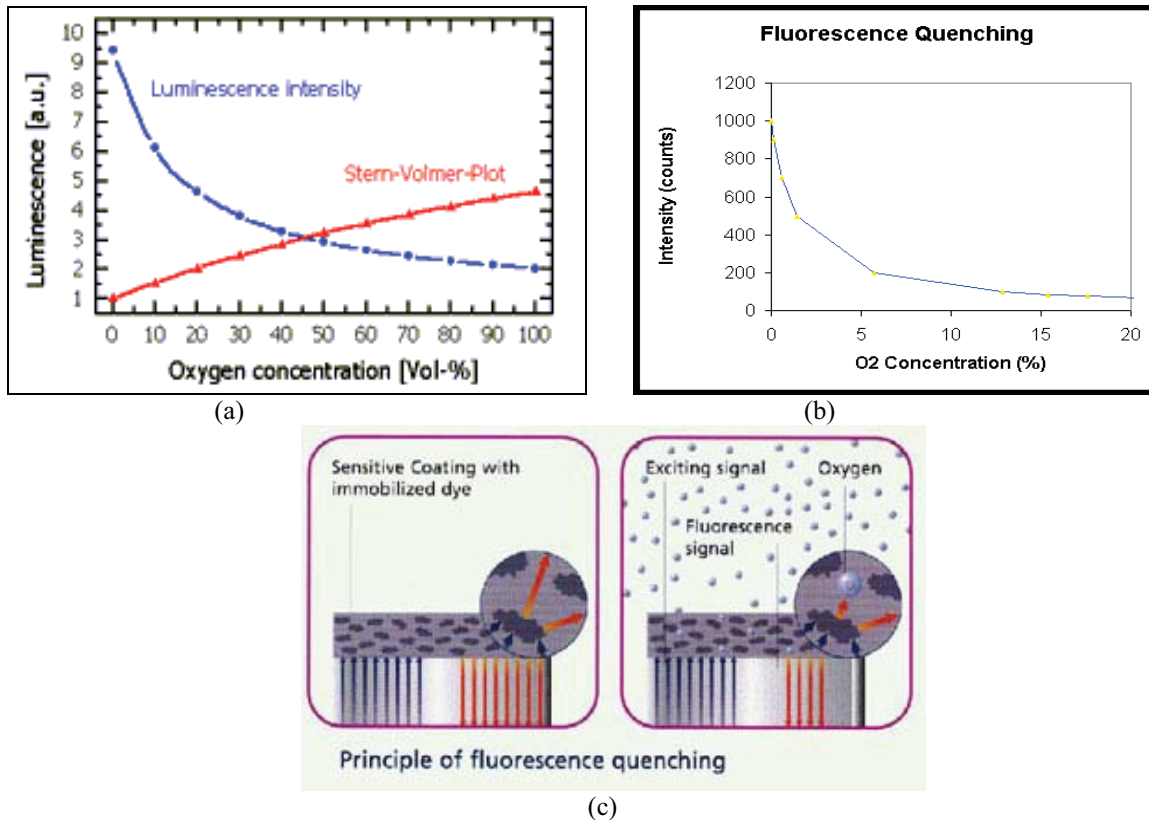 10
9
8
7
6
5
4
3
2
1
Luminescence [a.u.]
Luminescence intensity
Stern-Volmer-Plot
0 10 20 30 40 50 60 70 80 90 100
Oxygen concentration [Vol-%]
(a)
Fluorescence Quenching
1200
1000
800
600
400
200
0
Intensity (counts)
0 5 10 15 20
O2 Concentration (%)
(b)
Sensitive Coating with
immobilized dye
Exciting signal
Oxygen
Fluorescence
signal
Principle of fluorescence quenching
(c)